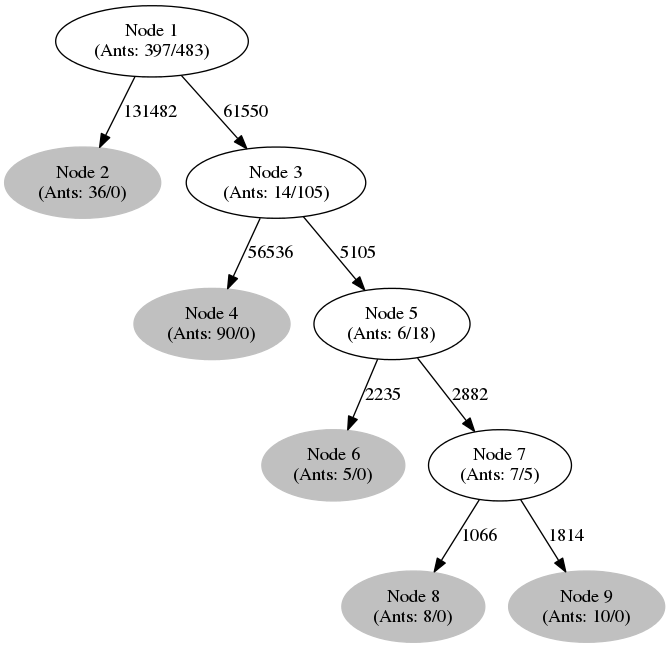 Node 1
(Ants: 397/483)
131482
61550
Node 2
(Ants: 36/0)
Node 3
(Ants: 14/105)
56536
5105
Node 4
(Ants: 90/0)
Node 5
(Ants: 6/18)
2235
2882
Node 6
(Ants: 5/0)
Node 7
(Ants: 7/5)
1066
1814
Node 8
(Ants: 8/0)
Node 9
(Ants: 10/0)